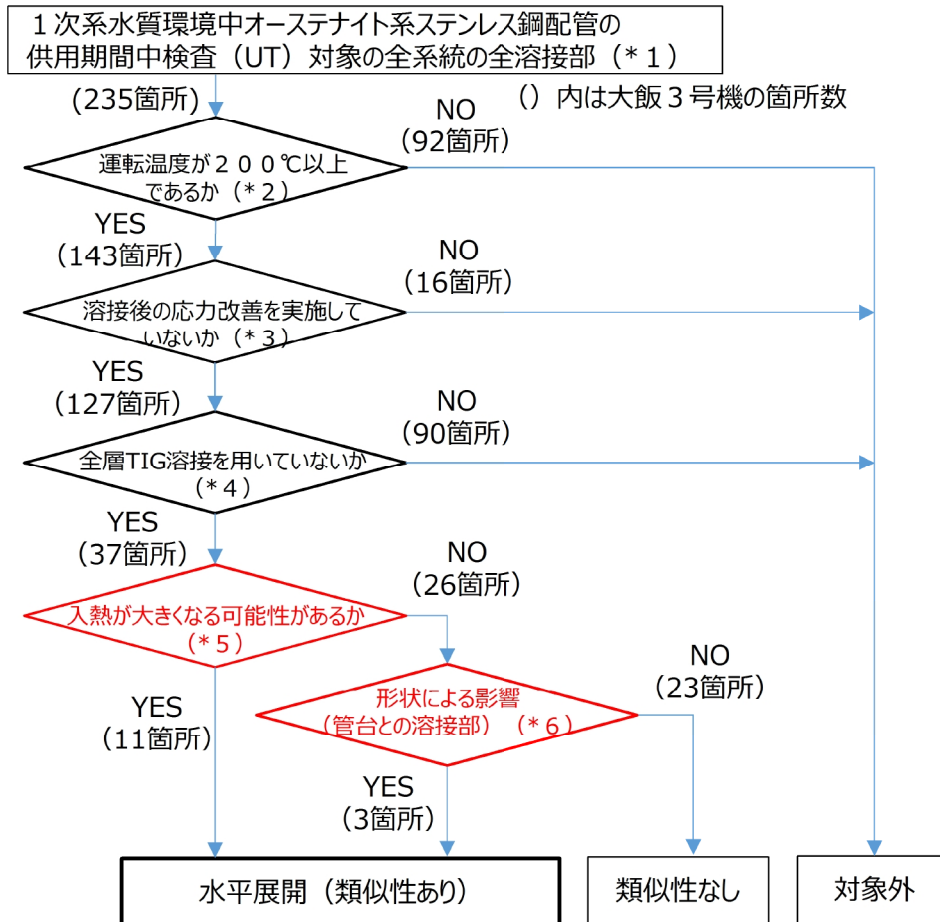 １次系水質環境中オーステナイト系ステンレス鋼配管の
供用期間中検査（UT）対象の全系統の全溶接部（*１）
(235箇所)
（）内は大飯３号機の箇所数
NO
（92箇所）
運転温度が２００℃以上
であるか（*２）
YES
（143箇所）
NO
（16箇所）
溶接後の応力改善を実施して
いないか（*３）
YES
（127箇所）
NO
（90箇所）
全層TIG溶接を用いていないか
（*４）
YES
（37箇所）
NO
（26箇所）
入熱が大きくなる可能性があるか
（*５）
NO
（23箇所）
形状による影響
（管台との溶接部）（*６）
YES
（11箇所）
YES
（3箇所）
水平展開（類似性あり）
類似性なし
対象外